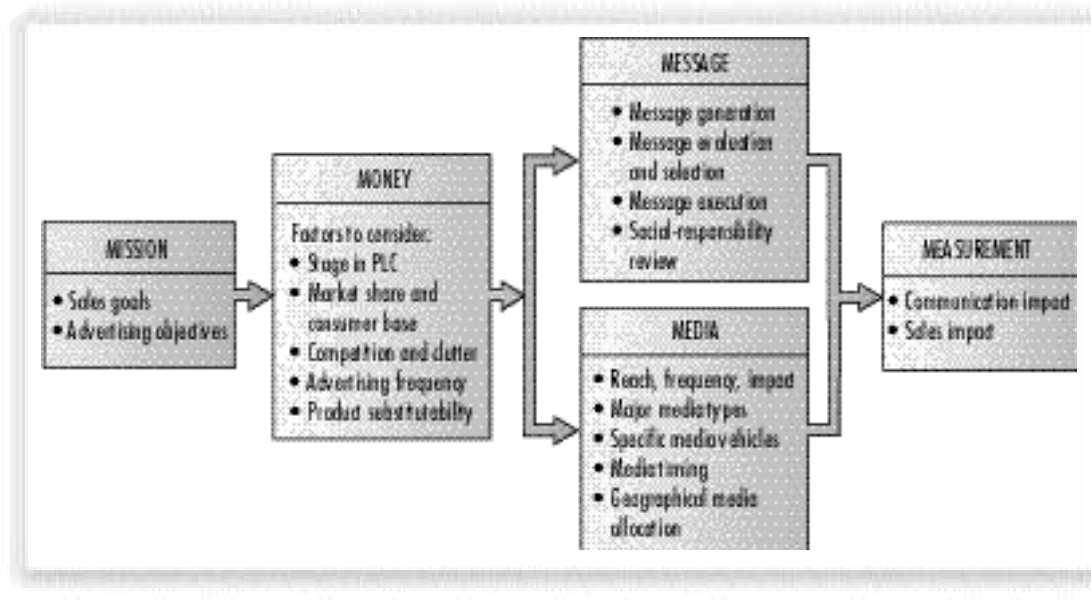 MISSION
• Sales goals
• Advertising objectives
MONEY
Factors to consider:
• Stage in PLC
• Market share and
consumer base
• Competition and clutter
• Advertising frequency
• Product substitutability
MESSAGE
• Message generation
• Message evaluation
and selection
• Message execution
• Social-responsibility
review
MEDIA
• Reach, frequency, impact
• Major media types
• Specific media vehicles
• Media timing
• Geographical media
allocation
MEASUREMENT
• Communication impact
• Sales impact